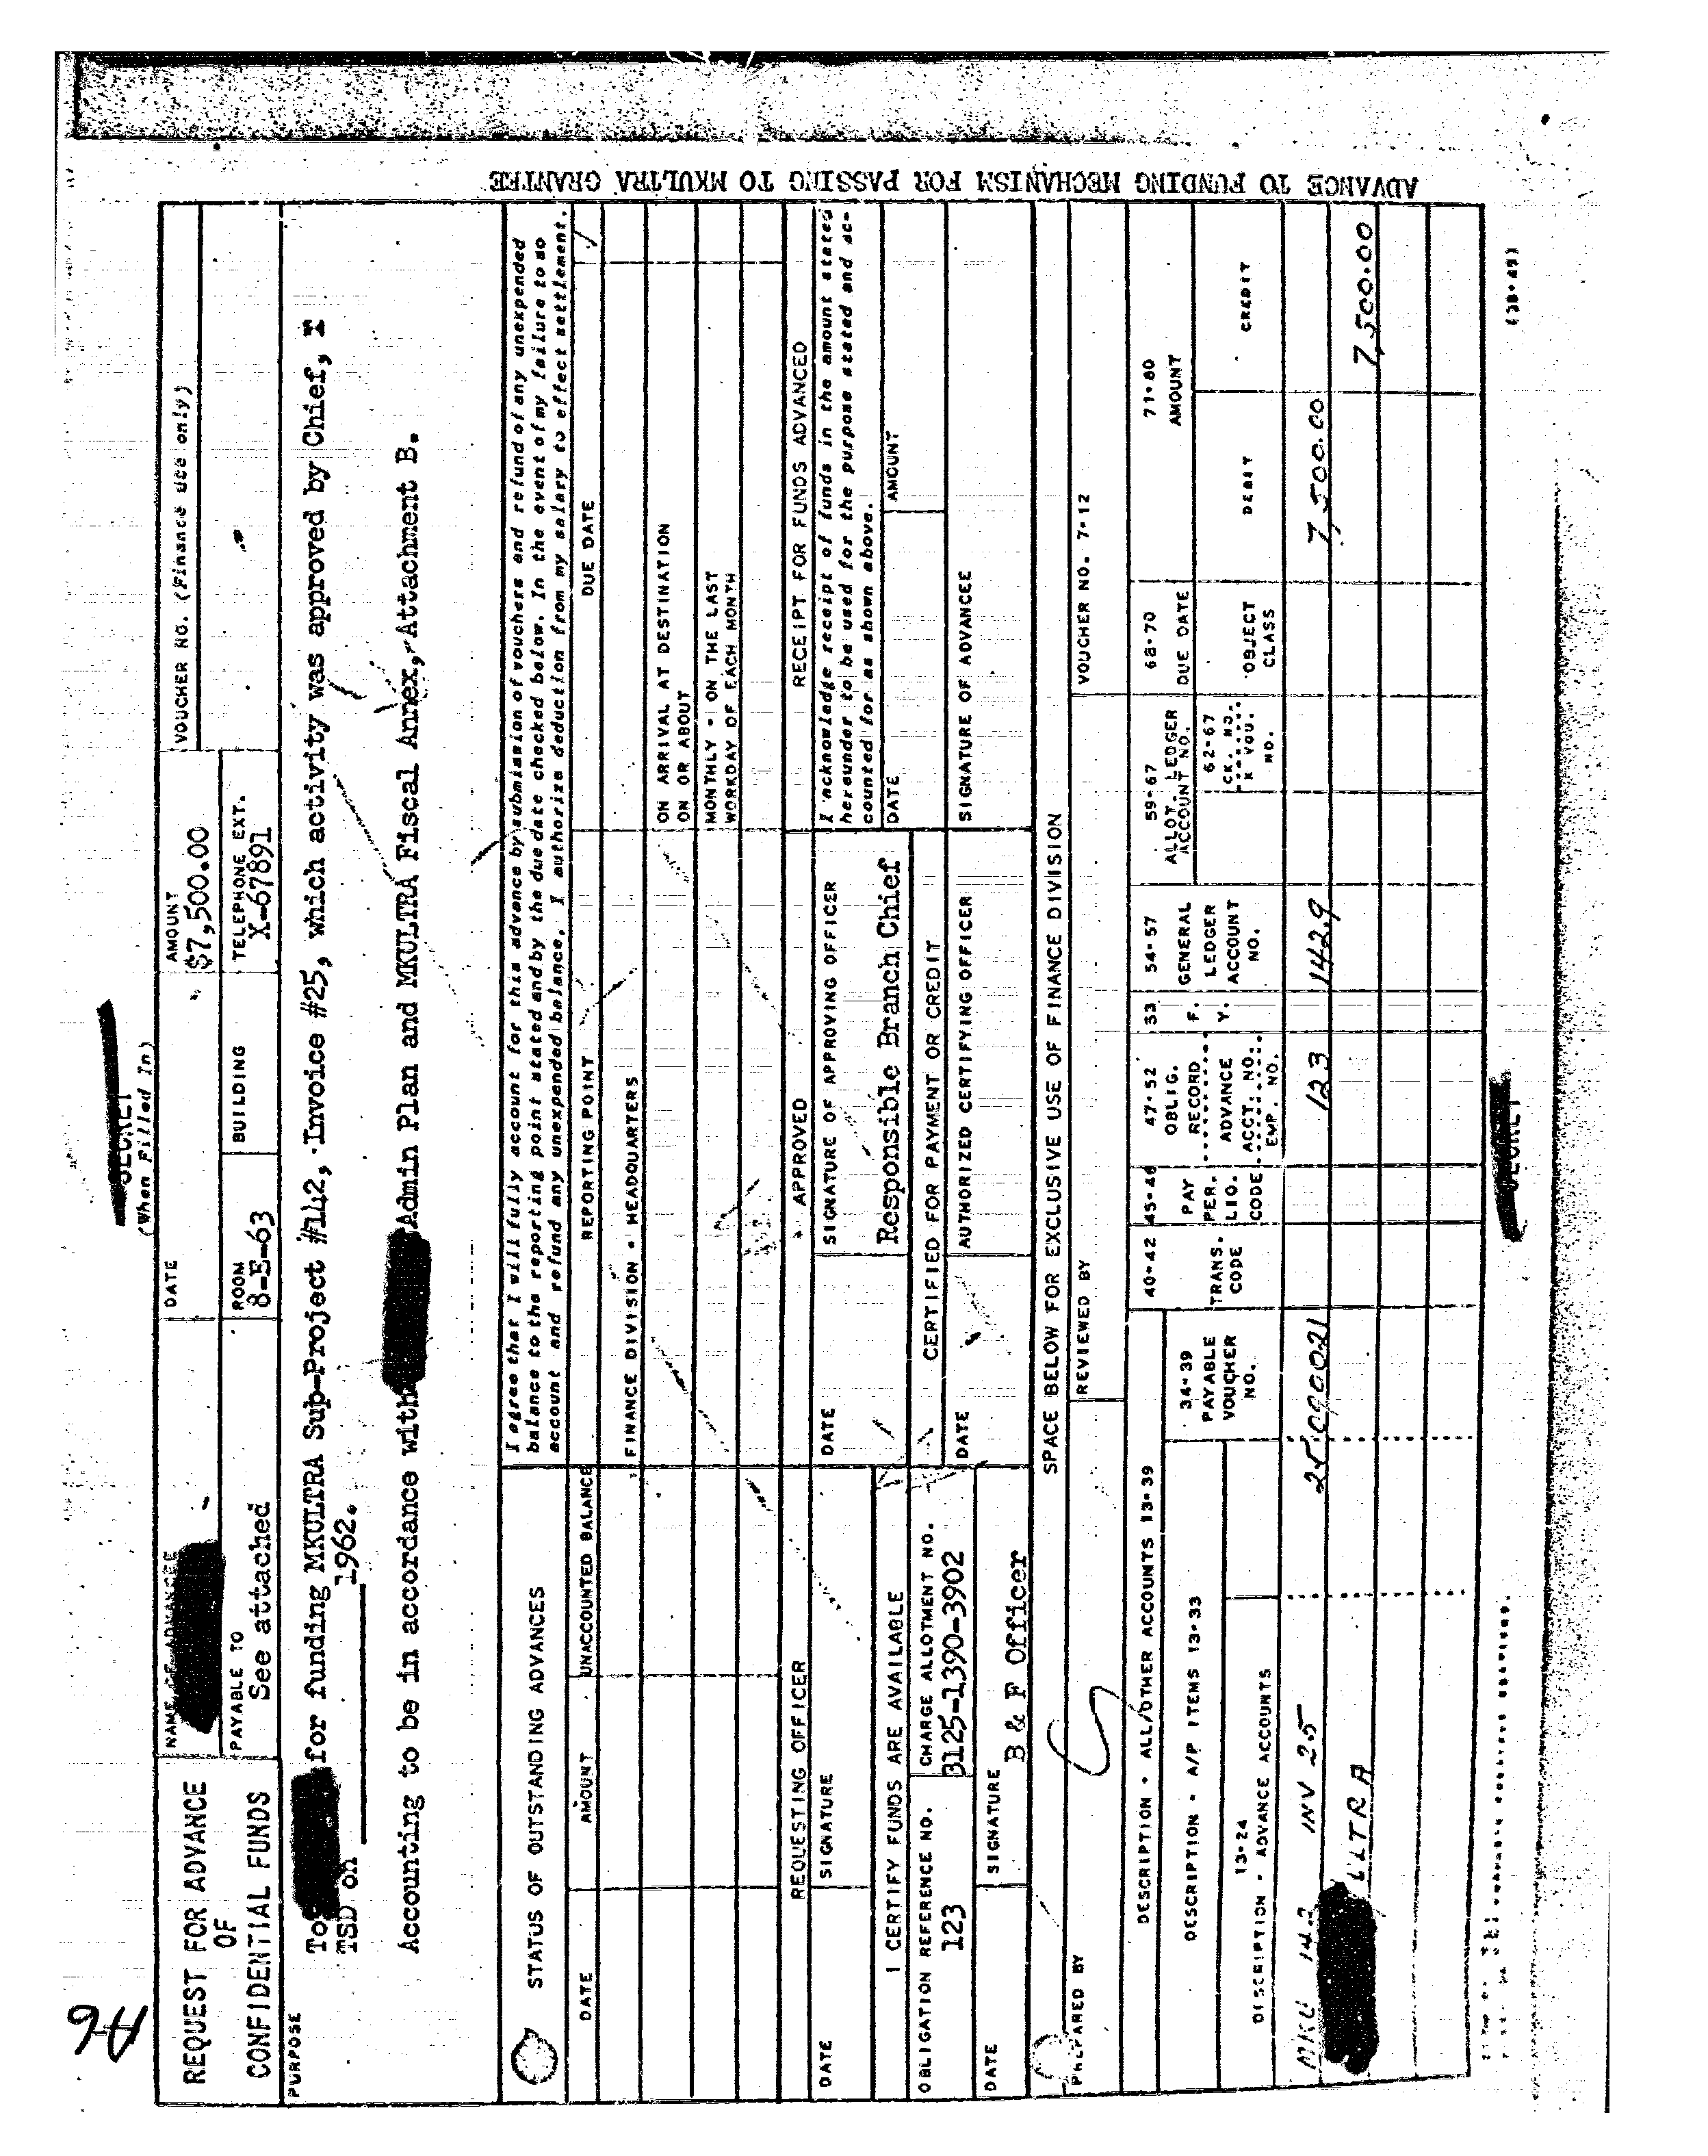 A6
SECRET
(When Filled In)
REQUEST FOR ADVANCE
OF
CONFIDENTIAL FUNDS
NAME OF ADVANCEE
DATE
AMOUNT
$7,500.00
VOUCHER NO. (Finance use only)
PAYABLE TO
See attached
ROOM
8-E-63
BUILDING
TELEPHONE EXT.
X-67891
PURPOSE
To for funding MKULTRA Sub-Project #142, Invoice #25, which activity was approved by Chief,
TSD on 1962.
Accounting to be in accordance with Admin Plan and MKULTRA Fiscal Annex, Attachment B.
STATUS OF OUTSTANDING ADVANCES
I agree that I will fully account for this advance by submission of vouchers and refund of any unexpended
balance to the reporting point stated and by the due date checked below. In the event of my failure to so
account and refund any unexpended balance, I authorize deduction from my salary to effect settlement.
DATE
AMOUNT
UNACCOUNTED BALANCE
REPORTING POINT
DUE DATE
FINANCE DIVISION - HEADQUARTERS
ON ARRIVAL AT DESTINATION
ON OR ABOUT
MONTHLY - ON THE LAST
WORKDAY OF EACH MONTH
REQUESTING OFFICER
APPROVED
RECEIPT FOR FUNDS ADVANCED
DATE
SIGNATURE
DATE
SIGNATURE OF APPROVING OFFICER
Responsible Branch Chief
I acknowledge receipt of funds in the amount stated
hereunder to be used for the purpose stated and ac-
counted for as shown above.
I CERTIFY FUNDS ARE AVAILABLE
CERTIFIED FOR PAYMENT OR CREDIT
DATE
AMOUNT
OBLIGATION REFERENCE NO.
123
CHARGE ALLOTMENT NO.
3125-1390-3902
DATE
AUTHORIZED CERTIFYING OFFICER
SIGNATURE OF ADVANCEE
DATE
SIGNATURE
B & F Officer
SPACE BELOW FOR EXCLUSIVE USE OF FINANCE DIVISION
PREPARED BY
REVIEWED BY
VOUCHER NO. 7-12
DESCRIPTION - ALL/OTHER ACCOUNTS 13-39
40-42
TRANS.
CODE
45-46
PAY
PER.
LIQ.
CODE
47-52
OBLIG.
RECORD
ADVANCE
ACCT. NO.
EMP. NO.
53
F.
Y.
54-57
GENERAL
LEDGER
ACCOUNT
NO.
59-67
ALLOT. LEDGER
ACCOUNT NO.
62-67
CK. NO.
K VOU.
NO.
68-70
DUE DATE
OBJECT
CLASS
71-80
AMOUNT
DEBIT
CREDIT
DESCRIPTION - A/P ITEMS 13-33
34-39
PAYABLE
VOUCHER
NO.
13-24
DESCRIPTION - ADVANCE ACCOUNTS
MKU 142 INV 25 123 1429 7,500.00
LTRA 7,500.00
SECRET
(38-49)
ADVANCE TO FUNDING MECHANISM FOR PASSING TO MKULTRA GRANTEE